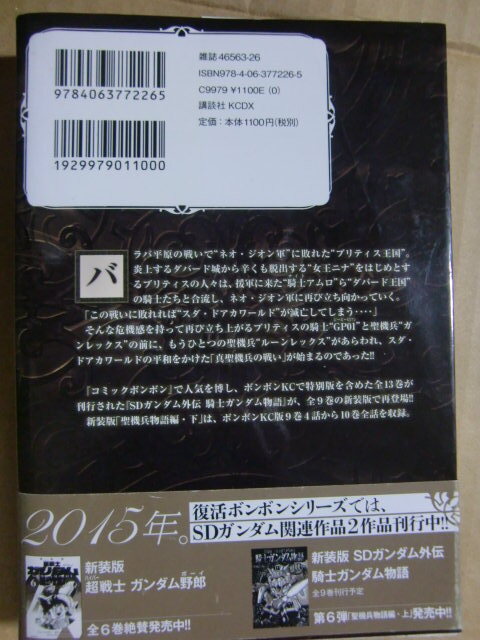 雑誌 46563-26
ISBN978-4-06-377226-5
C9979 ¥1100E (0)
講談社 KCDX
定価：本体1100円(税別)
9784063772265
1929979011000
バ
ラパ平原の戦いで“ネオ・ジオン軍”に敗れた“ブリティス王国”。
炎上するダバード城から辛くも脱出する“女王ニナ”をはじめとす
るブリティスの人々は、援軍に来た“騎士アムロ”ら“ダバード王国”
の騎士たちと合流し、ネオ・ジオン軍に再び立ち向かっていく。
「この戦いに敗れれば“スダ・ドアカワールド”が滅亡してしまう‥‥」
そんな危機感を持って再び立ち上がるブリティスの騎士“GP01”と聖機兵“ガ
ンレックス”の前に、もうひとつの聖機兵“ルーンレックス”があらわれ、スダ・
ドアカワールドの平和をかけた「真聖機兵の戦い」が始まるのであった!!
『コミックボンボン』で人気を博し、ボンボンKCで特別版を含めた全13巻が
刊行された『SDガンダム外伝 騎士ガンダム物語』が、全９巻の新装版で再登場!!
新装版「聖機兵物語編・下」は、ボンボンKC版９巻４話から10巻全話を収録。
2015年。
復活ボンボンシリーズでは、
SDガンダム関連作品２作品刊行中!!
新装版
超戦士 ガンダム野郎
全６巻絶賛発売中!!
新装版 SDガンダム外伝
騎士ガンダム物語
全９巻刊行予定
第６弾「聖機兵物語編・上」発売中!!